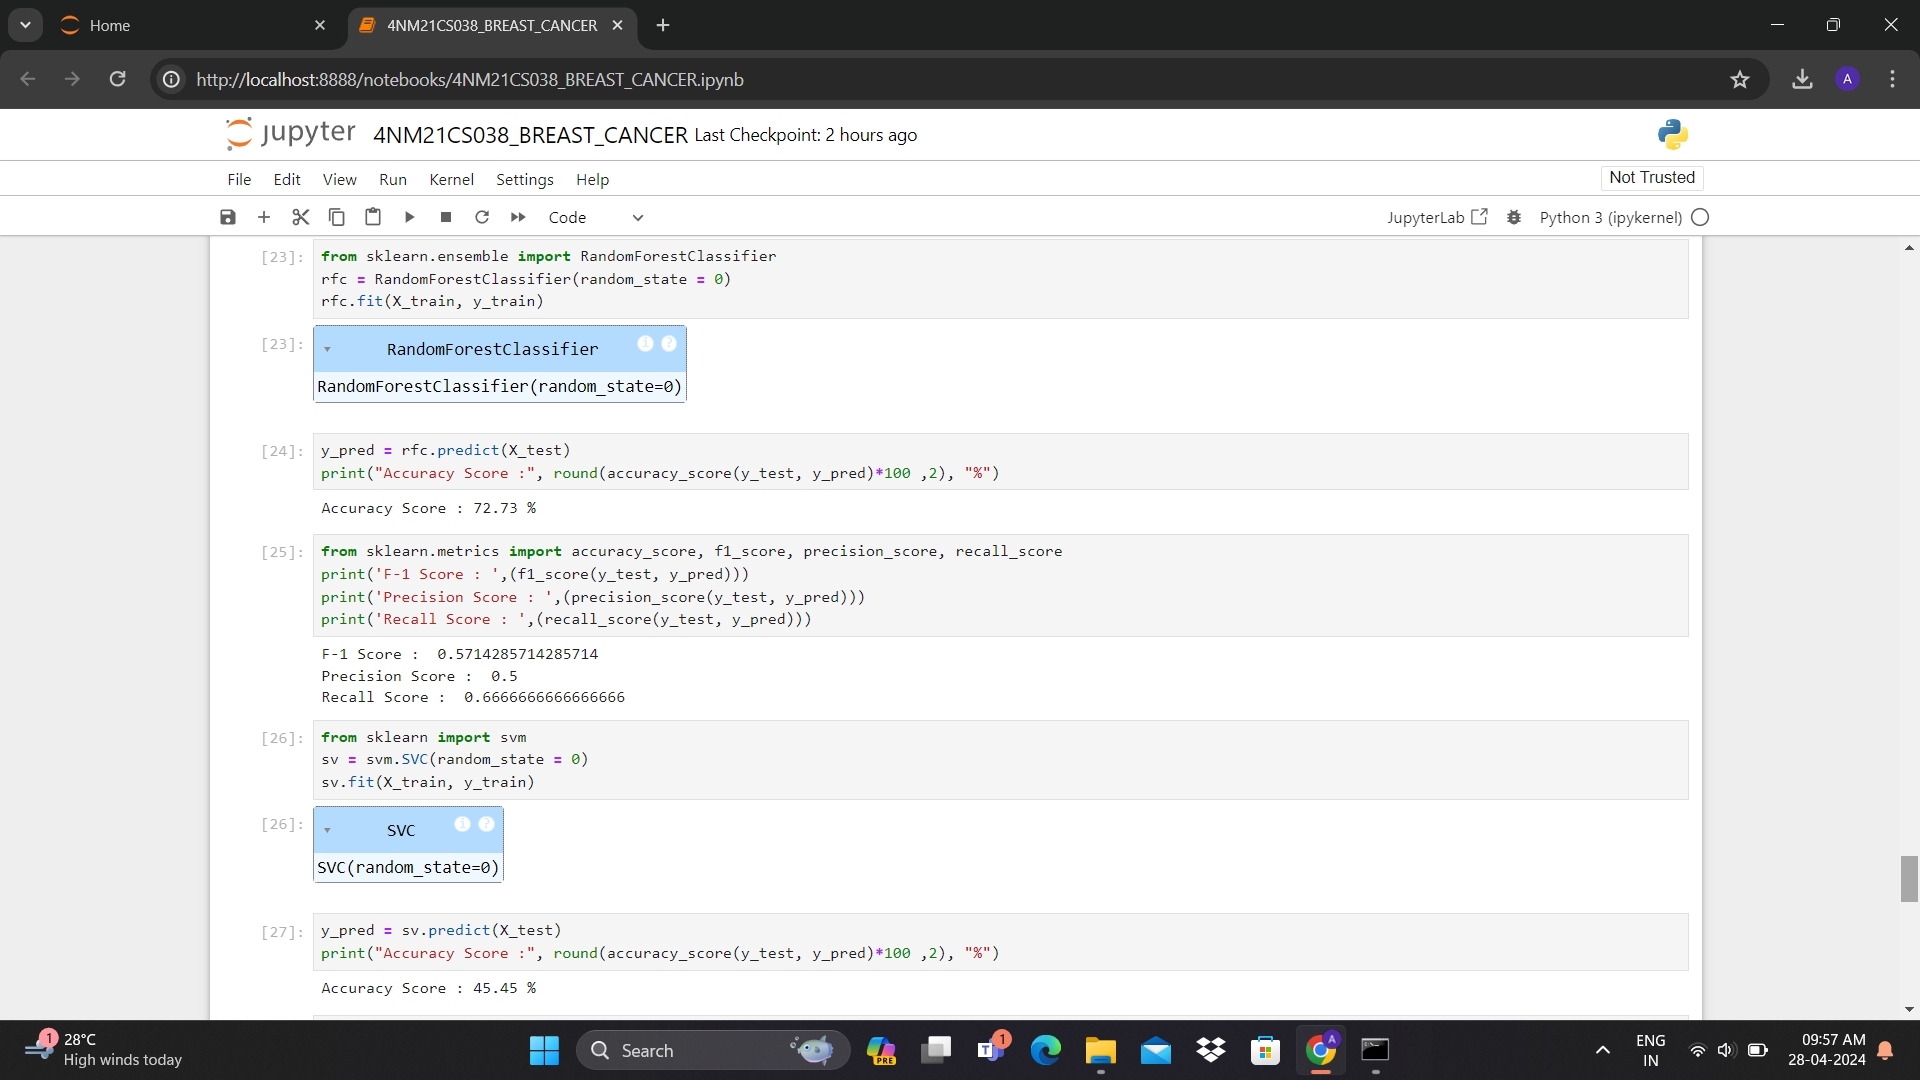 Home
4NM21CS038_BREAST_CANCER
http://localhost:8888/notebooks/4NM21CS038_BREAST_CANCER.ipynb
A
jupyter 4NM21CS038_BREAST_CANCER Last Checkpoint: 2 hours ago
File Edit View Run Kernel Settings Help
Not Trusted
Code
JupyterLab
Python 3 (ipykernel)
[23]:
from sklearn.ensemble import RandomForestClassifier
rfc = RandomForestClassifier(random_state = 0)
rfc.fit(X_train, y_train)
[23]:
RandomForestClassifier
i ?
RandomForestClassifier(random_state=0)
[24]:
y_pred = rfc.predict(X_test)
print("Accuracy Score :", round(accuracy_score(y_test, y_pred)*100 ,2), "%")
Accuracy Score : 72.73 %
[25]:
from sklearn.metrics import accuracy_score, f1_score, precision_score, recall_score
print('F-1 Score : ',(f1_score(y_test, y_pred)))
print('Precision Score : ',(precision_score(y_test, y_pred)))
print('Recall Score : ',(recall_score(y_test, y_pred)))
F-1 Score :  0.5714285714285714
Precision Score :  0.5
Recall Score :  0.6666666666666666
[26]:
from sklearn import svm
sv = svm.SVC(random_state = 0)
sv.fit(X_train, y_train)
[26]:
SVC
i ?
SVC(random_state=0)
[27]:
y_pred = sv.predict(X_test)
print("Accuracy Score :", round(accuracy_score(y_test, y_pred)*100 ,2), "%")
Accuracy Score : 45.45 %
1
28°C
High winds today
Search
PRE
1
A
ENG
IN
09:57 AM
28-04-2024